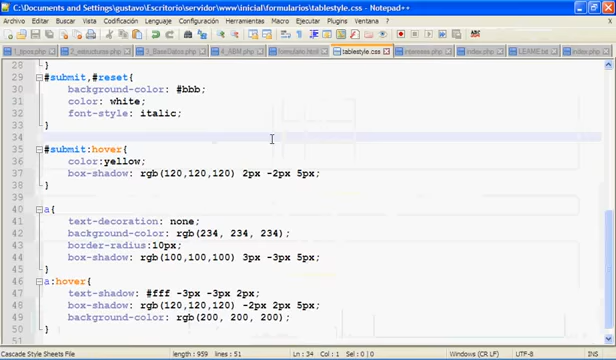 C:\Documents and Settings\gustavo\Escritorio\servidor\www\inicial\formularios\tablestyle.css - Notepad++
Archivo Editar Buscar Vista Codificación Lenguaje Configuración Macro Ejecutar Plugins Ventana ? X
1_tipox.php 2_estructuras.php 3_BaseDatos.php 4_ABM.php formulario.html tablestyle.css intereses.php index.php LEAME.txt index.php
28 }
29 #submit,#reset{
30 background-color: #bbb;
31 color: white;
32 font-style: italic;
33 }
34
35 #submit:hover{
36 color:yellow;
37 box-shadow: rgb(120,120,120) 2px -2px 5px;
38 }
39
40 a{
41 text-decoration: none;
42 background-color: rgb(234, 234, 234);
43 border-radius:10px;
44 box-shadow: rgb(100,100,100) 3px -3px 5px;
45 }
46 a:hover{
47 text-shadow: #fff -3px -3px 2px;
48 box-shadow: rgb(120,120,120) -2px 2px 5px;
49 background-color: rgb(200, 200, 200);
50 }
51
Cascade Style Sheets File length : 959 lines : 51 Ln : 34 Col : 1 Sel : 0 | 0 Dos\Windows UTF-8 INS